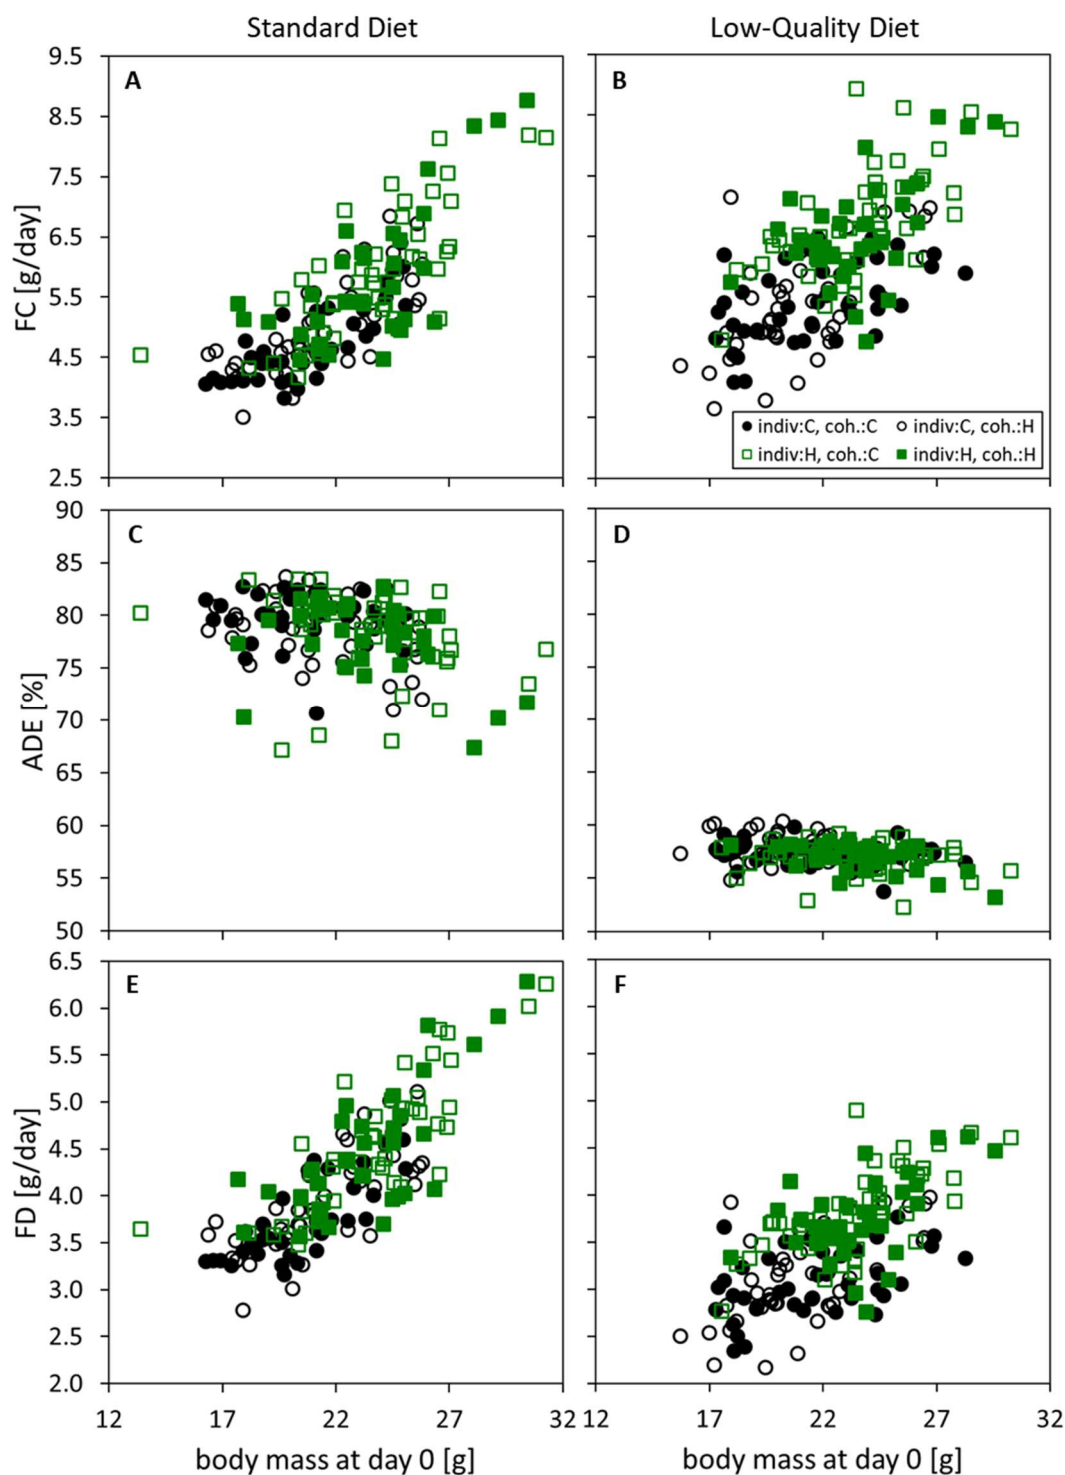 Standard Diet Low-Quality Diet
A
B
FC [g/day]
9.5
8.5
7.5
6.5
5.5
4.5
3.5
2.5
indiv:C, coh.:C indiv:C, coh.:H
indiv:H, coh.:C indiv:H, coh.:H
C
D
ADE [%]
90
85
80
75
70
65
60
55
50
E
F
FD [g/day]
6.5
6.0
5.5
5.0
4.5
4.0
3.5
3.0
2.5
2.0
12 17 22 27 32 12 17 22 27 32
body mass at day 0 [g] body mass at day 0 [g]